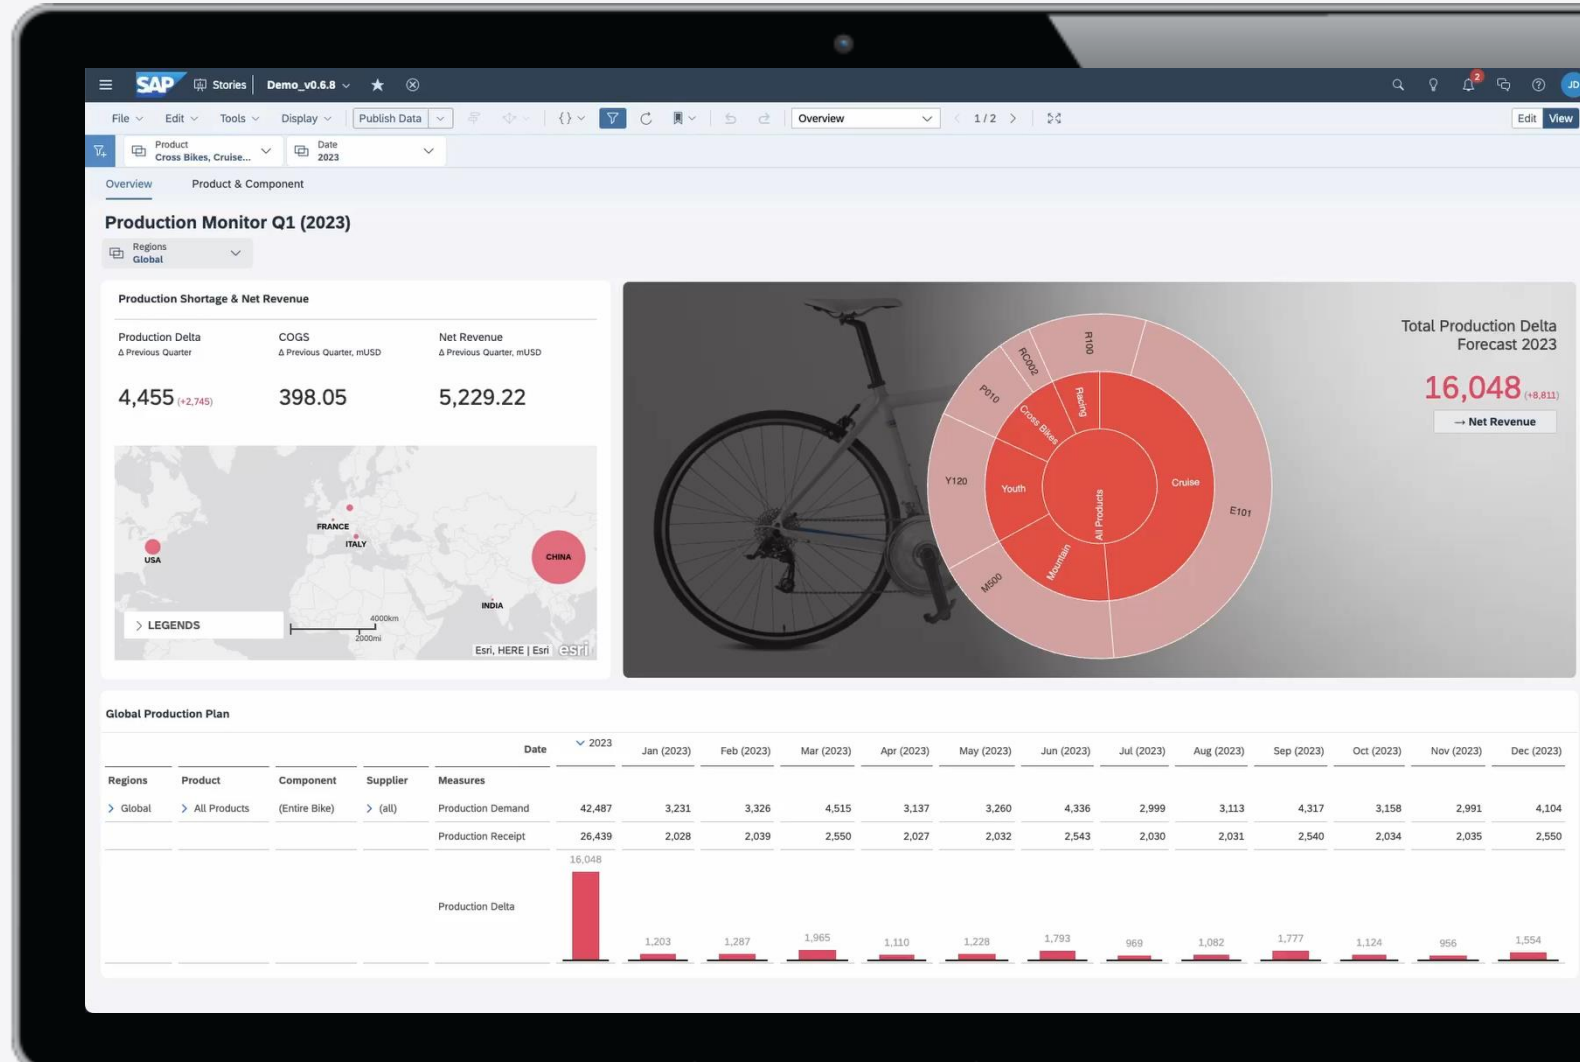 SAP Stories Demo_v0.6.8 2 JD
File Edit Tools Display Publish Data {} Overview 1 / 2 Edit View
Product
Cross Bikes, Cruise...
Date
2023
Overview Product & Component
Production Monitor Q1 (2023)
Regions
Global
Production Shortage & Net Revenue
Production Delta
Δ Previous Quarter
4,455 (+2,745)
COGS
Δ Previous Quarter, mUSD
398.05
Net Revenue
Δ Previous Quarter, mUSD
5,229.22
FRANCE
ITALY
USA
CHINA
INDIA
> LEGENDS
4000km
2000mi
Esri, HERE | Esri esri
R100
RC002
P010
Racing
Cross Bikes
Y120
Youth
All Products
Cruise
E101
Mountain
M500
Total Production Delta
Forecast 2023
16,048 (+8,811)
→ Net Revenue
Global Production Plan
Date 2023 Jan (2023) Feb (2023) Mar (2023) Apr (2023) May (2023) Jun (2023) Jul (2023) Aug (2023) Sep (2023) Oct (2023) Nov (2023) Dec (2023)
Regions Product Component Supplier Measures
> Global > All Products (Entire Bike) > (all) Production Demand 42,487 3,231 3,326 4,515 3,137 3,260 4,336 2,999 3,113 4,317 3,158 2,991 4,104
Production Receipt 26,439 2,028 2,039 2,550 2,027 2,032 2,543 2,030 2,031 2,540 2,034 2,035 2,550
Production Delta 16,048 1,203 1,287 1,965 1,110 1,228 1,793 969 1,082 1,777 1,124 956 1,554